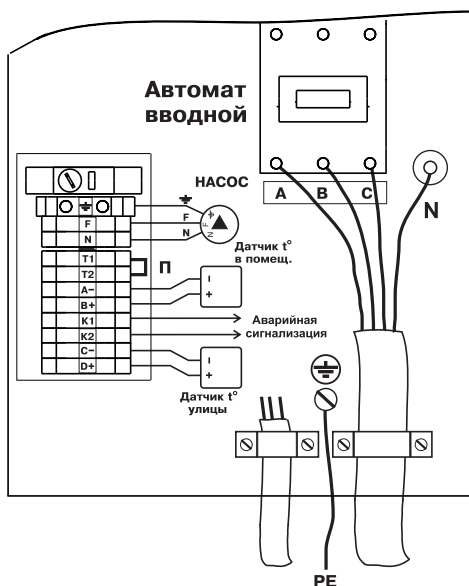 Автомат
вводной
A B C
N
НАСОС
F
N
F
N
F
N
T1
T2
П
A–
B+
K1
K2
C–
D+
Датчик t°
в помещ.
–
+
Аварийная
сигнализация
–
+
Датчик t°
улицы
PE